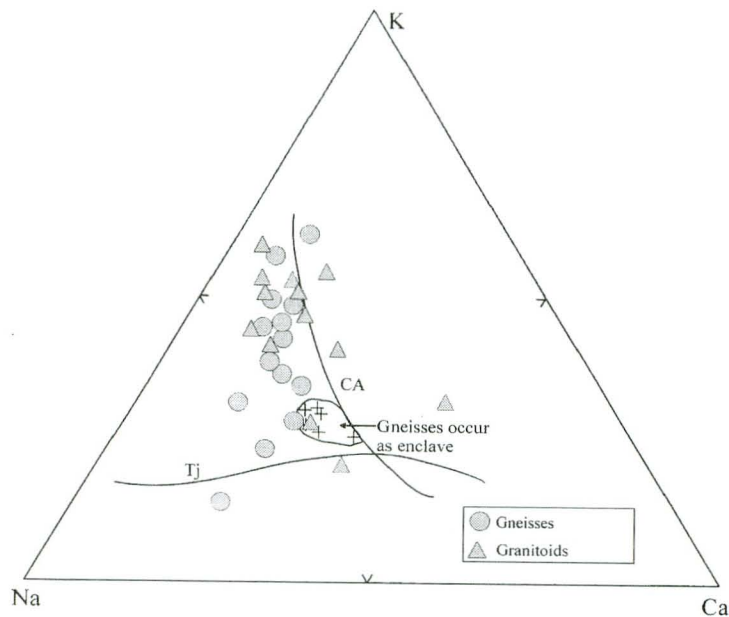 K
CA
Gneisses occur
as enclave
Tj
Gneisses
Granitoids
Na
Ca